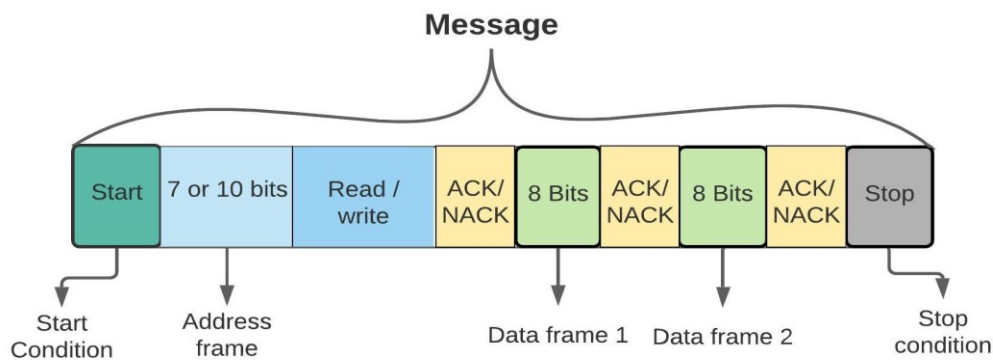 Message
Start
7 or 10 bits
Read /
write
ACK/
NACK
8 Bits
ACK/
NACK
8 Bits
ACK/
NACK
Stop
Start
Condition
Address
frame
Data frame 1
Data frame 2
Stop
condition